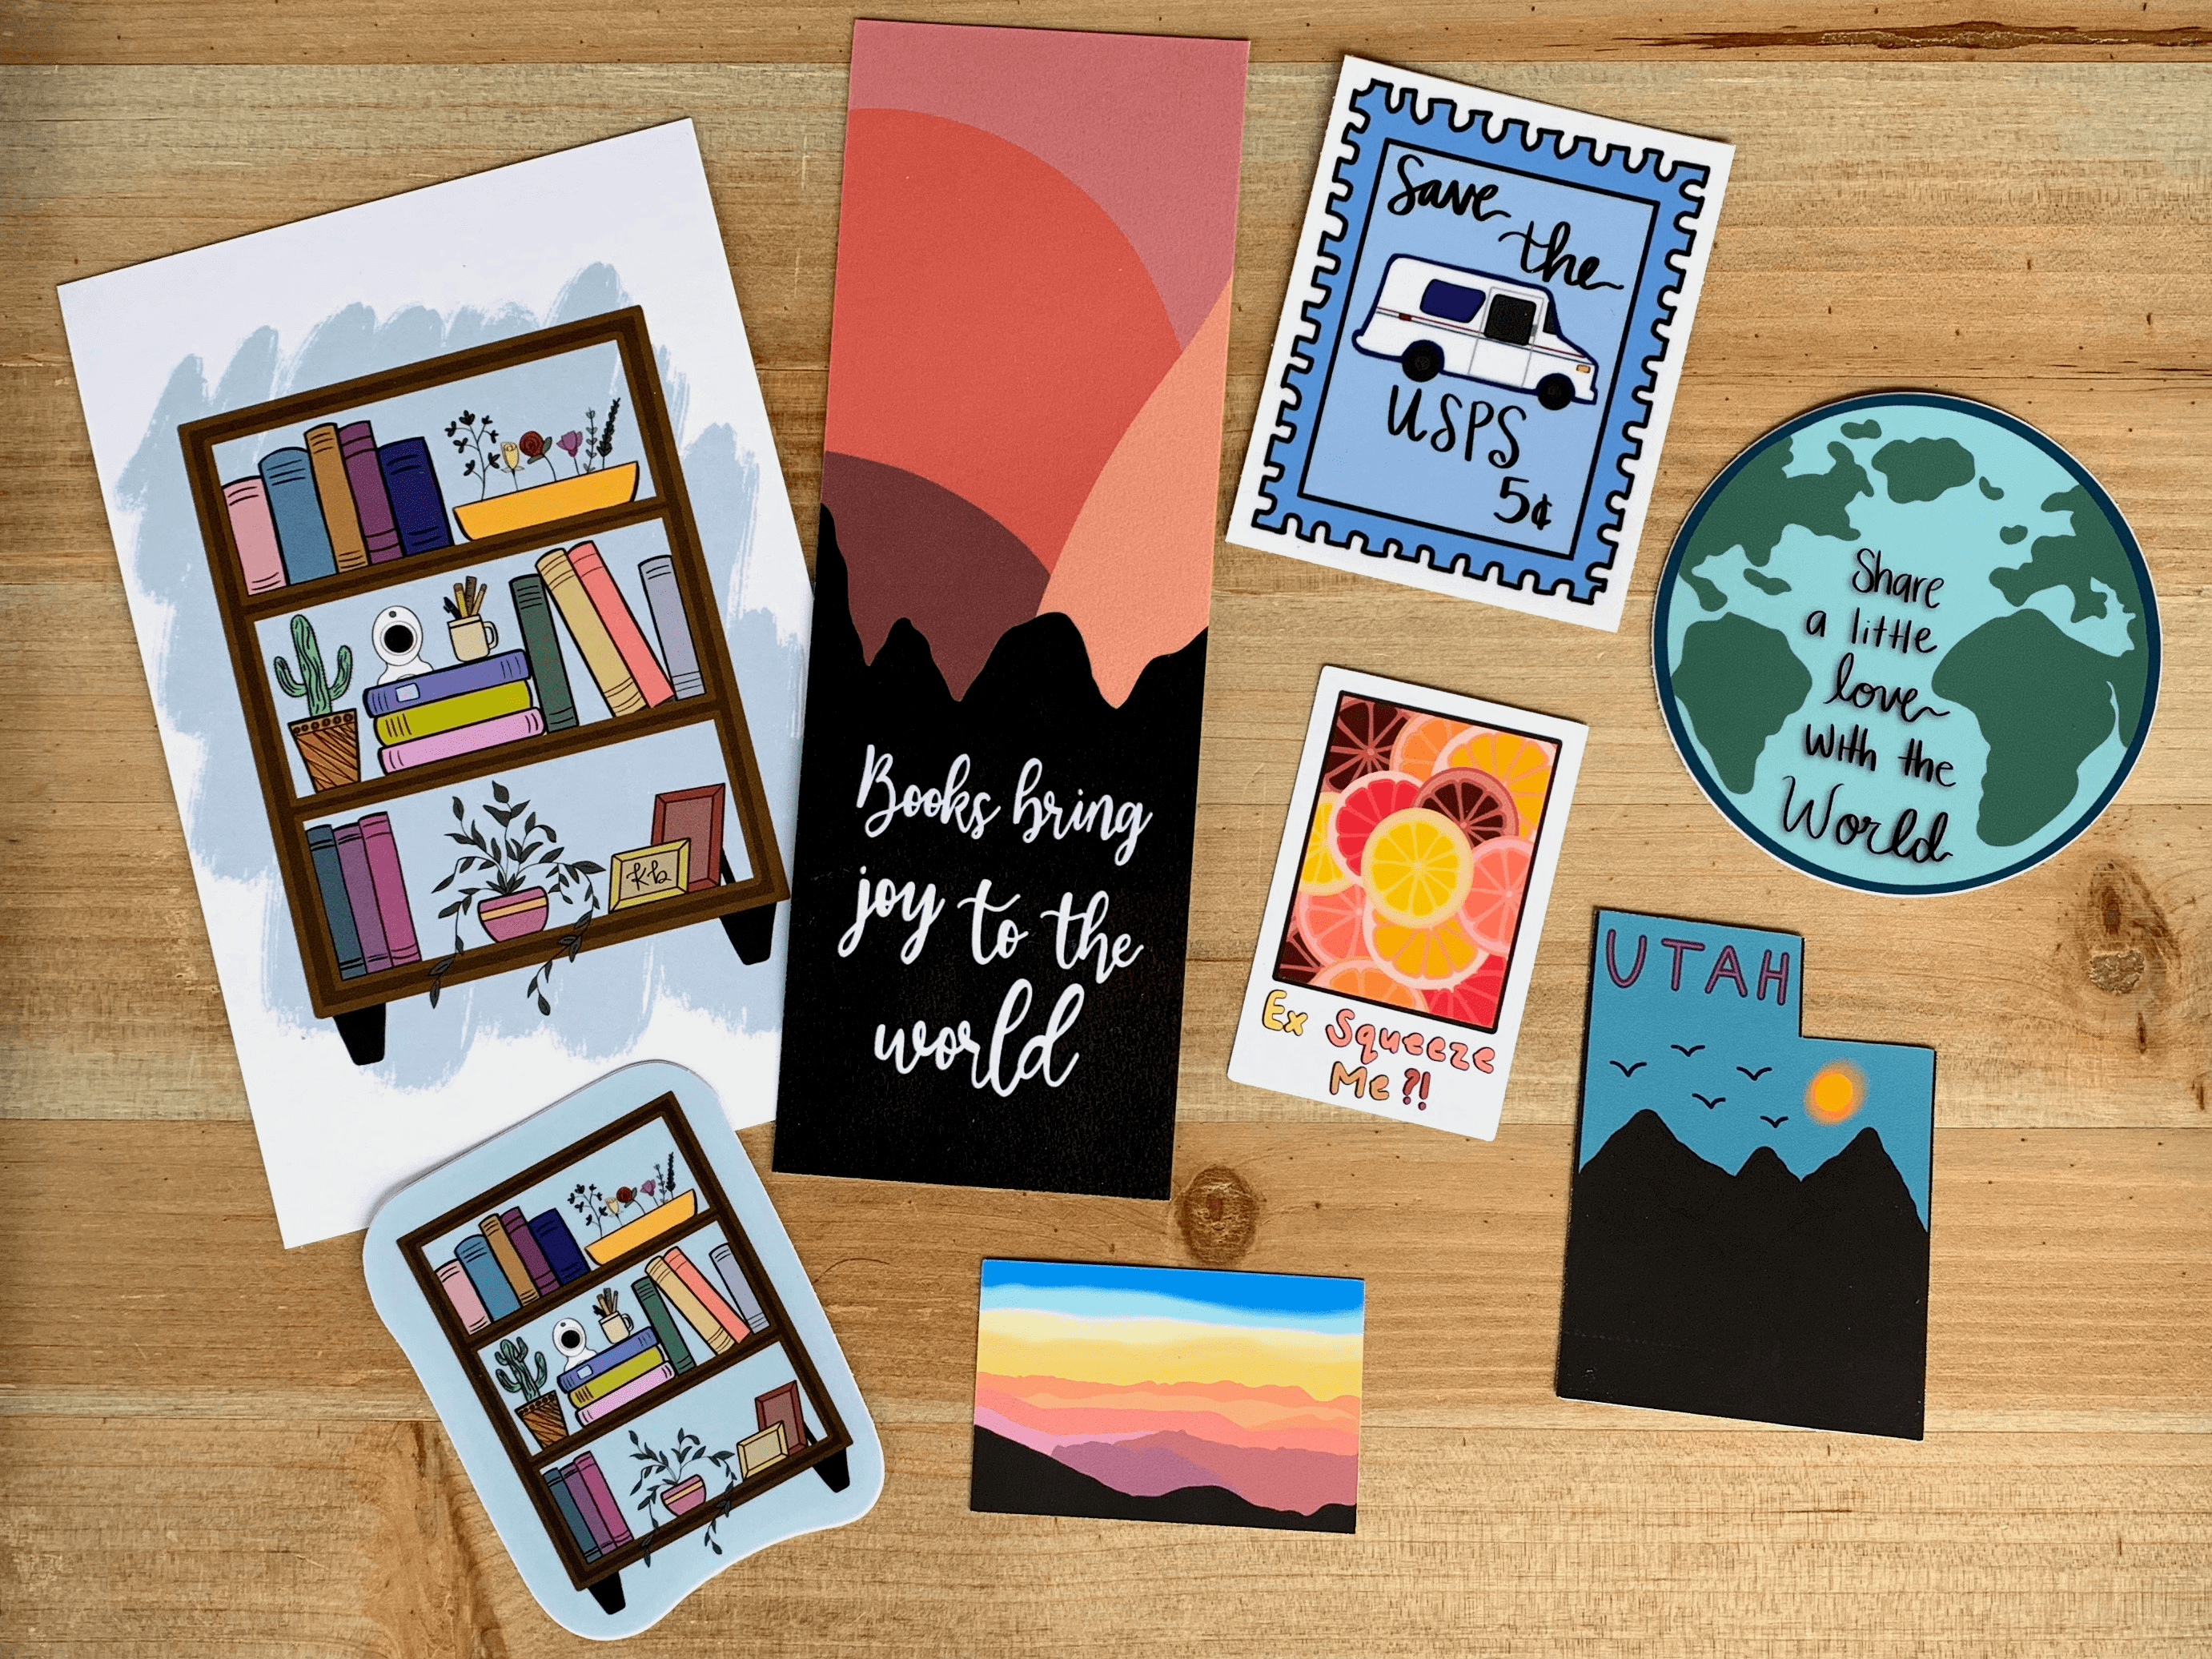 kb
Books bring
joy to the
world
Save
the
USPS
5¢
Share
a little
love
with the
World
Ex Squeeze
Me?!
UTAH